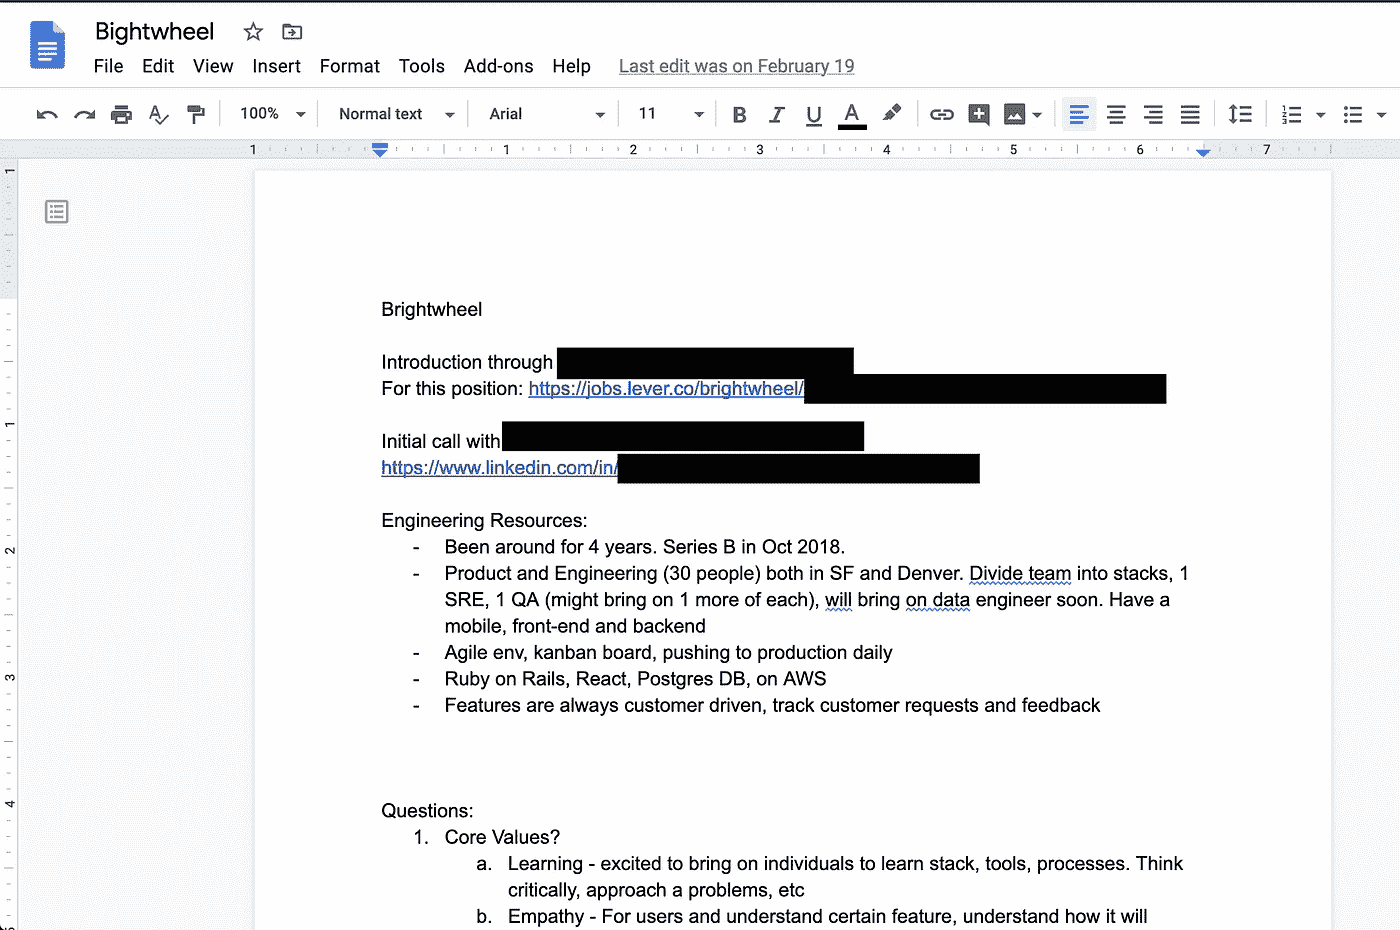 Bightwheel
File Edit View Insert Format Tools Add-ons Help Last edit was on February 19
100% Normal text Arial 11 B I U A
1 1 2 3 4 5 6 7
1
1
2
3
4
Brightwheel
Introduction through
For this position: https://jobs.lever.co/brightwheel/
Initial call with
https://www.linkedin.com/in/
Engineering Resources:
- Been around for 4 years. Series B in Oct 2018.
- Product and Engineering (30 people) both in SF and Denver. Divide team into stacks, 1
SRE, 1 QA (might bring on 1 more of each), will bring on data engineer soon. Have a
mobile, front-end and backend
- Agile env, kanban board, pushing to production daily
- Ruby on Rails, React, Postgres DB, on AWS
- Features are always customer driven, track customer requests and feedback
Questions:
1. Core Values?
a. Learning - excited to bring on individuals to learn stack, tools, processes. Think
critically, approach a problems, etc
b. Empathy - For users and understand certain feature, understand how it will